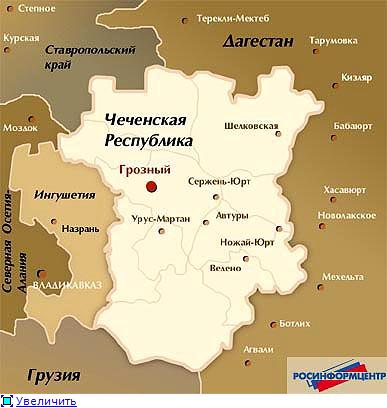 Степное
Терекли-Мектеб
Курская
Ставропольский
край
Дагестан
Тарумовка
Кизляр
Чеченская
Республика
Шелковская
Моздок
Бабаюрт
Грозный
Ингушетия
Сержень-Юрт
Хасавюрт
Северная Осетия-
Алания
Назрань
Урус-Мартан
Автуры
Новолакское
Ножай-Юрт
Ведено
ВЛАДИКАВКАЗ
Мехельта
Ботлих
Агвали
Грузия
РОСИНФОРМЦЕНТР
Увеличить